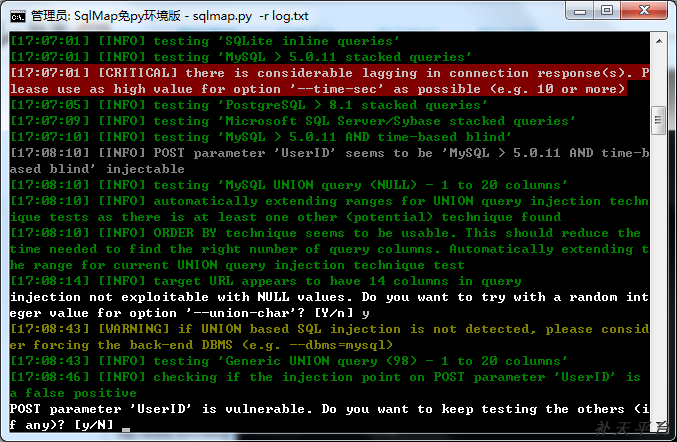 管理员: SqlMap免py环境版 - sqlmap.py  -r log.txt
[17:07:01] [INFO] testing 'SQLite inline queries'
[17:07:01] [INFO] testing 'MySQL > 5.0.11 stacked queries'
[17:07:01] [CRITICAL] there is considerable lagging in connection response(s). P
lease use as high value for option '--time-sec' as possible (e.g. 10 or more)
[17:07:05] [INFO] testing 'PostgreSQL > 8.1 stacked queries'
[17:07:09] [INFO] testing 'Microsoft SQL Server/Sybase stacked queries'
[17:07:10] [INFO] testing 'MySQL > 5.0.11 AND time-based blind'
[17:08:10] [INFO] POST parameter 'UserID' seems to be 'MySQL > 5.0.11 AND time-b
ased blind' injectable
[17:08:10] [INFO] testing 'MySQL UNION query (NULL) - 1 to 20 columns'
[17:08:10] [INFO] automatically extending ranges for UNION query injection techn
ique tests as there is at least one other (potential) technique found
[17:08:10] [INFO] ORDER BY technique seems to be usable. This should reduce the
time needed to find the right number of query columns. Automatically extending t
he range for current UNION query injection technique test
[17:08:14] [INFO] target URL appears to have 14 columns in query
injection not exploitable with NULL values. Do you want to try with a random int
eger value for option '--union-char'? [Y/n] y
[17:08:43] [WARNING] if UNION based SQL injection is not detected, please consid
er forcing the back-end DBMS (e.g. --dbms=mysql)
[17:08:43] [INFO] testing 'Generic UNION query (98) - 1 to 20 columns'
[17:08:46] [INFO] checking if the injection point on POST parameter 'UserID' is
a false positive
POST parameter 'UserID' is vulnerable. Do you want to keep testing the others (i
f any)? [y/N]